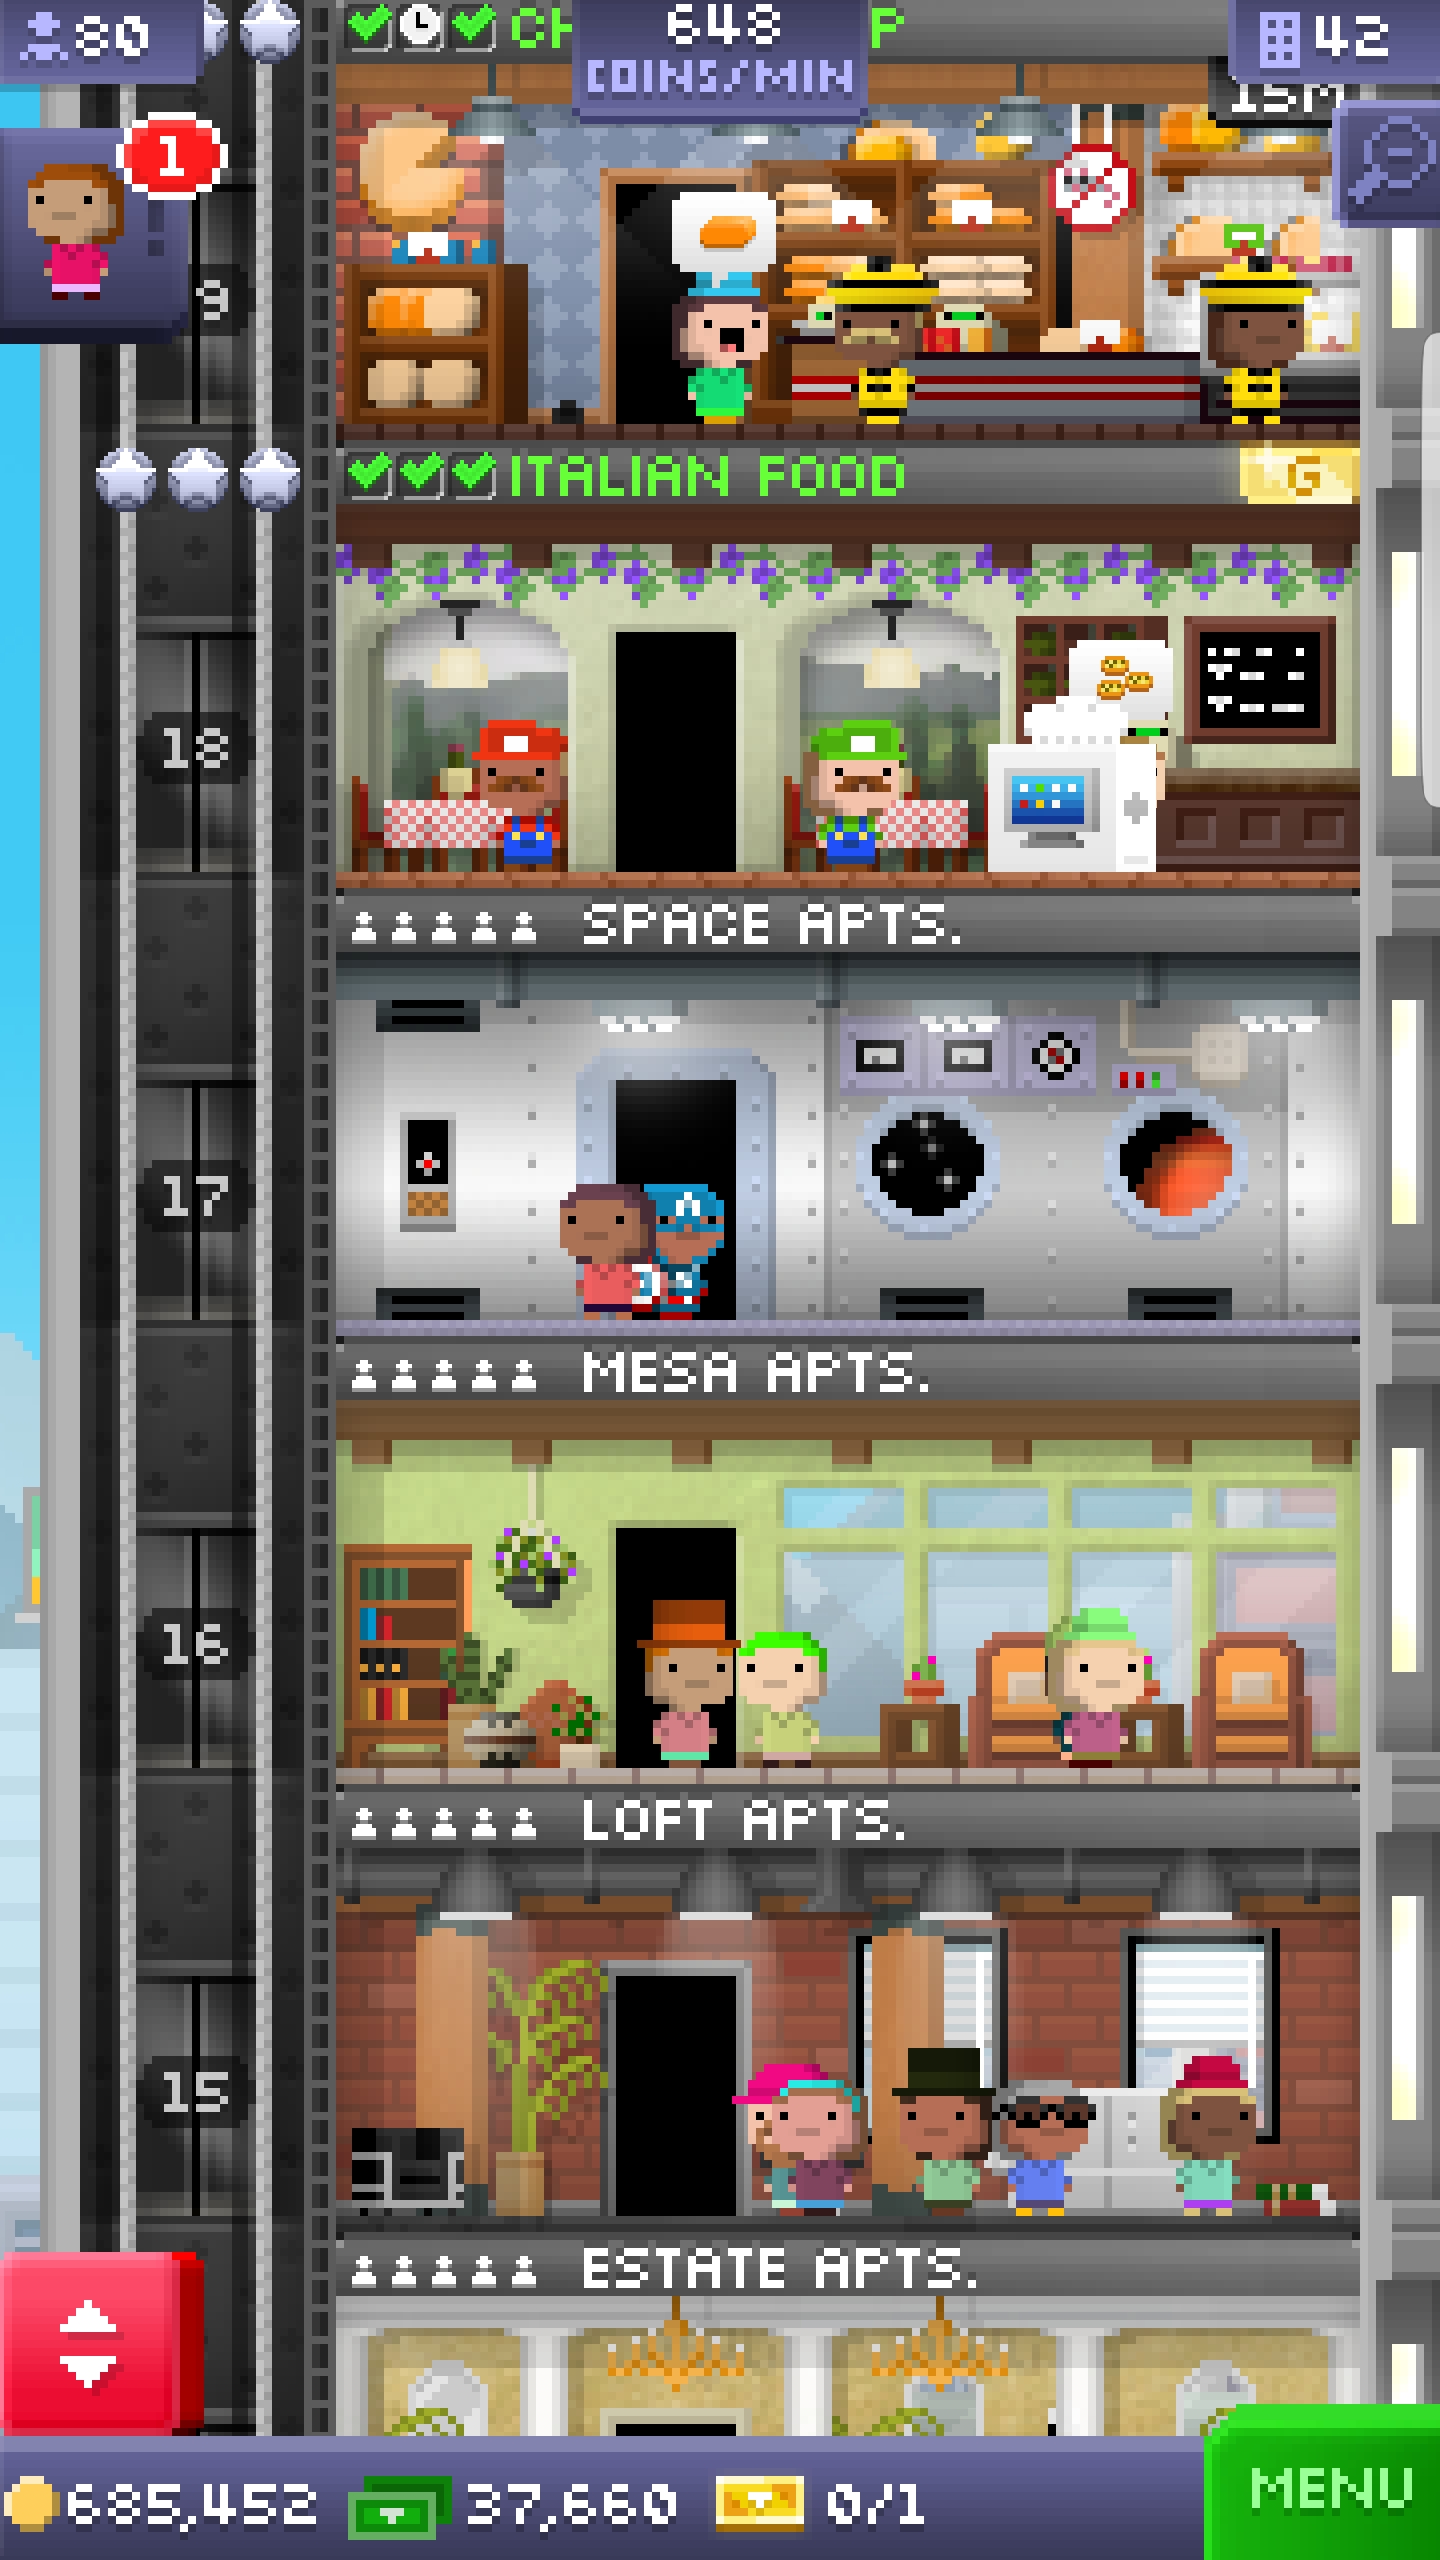 80
648
COINS/MIN
42
CH
P
15M
1
9
ITALIAN FOOD
G
18
SPACE APTS.
17
MESA APTS.
16
LOFT APTS.
15
ESTATE APTS.
685,452
37,660
0/1
MENU